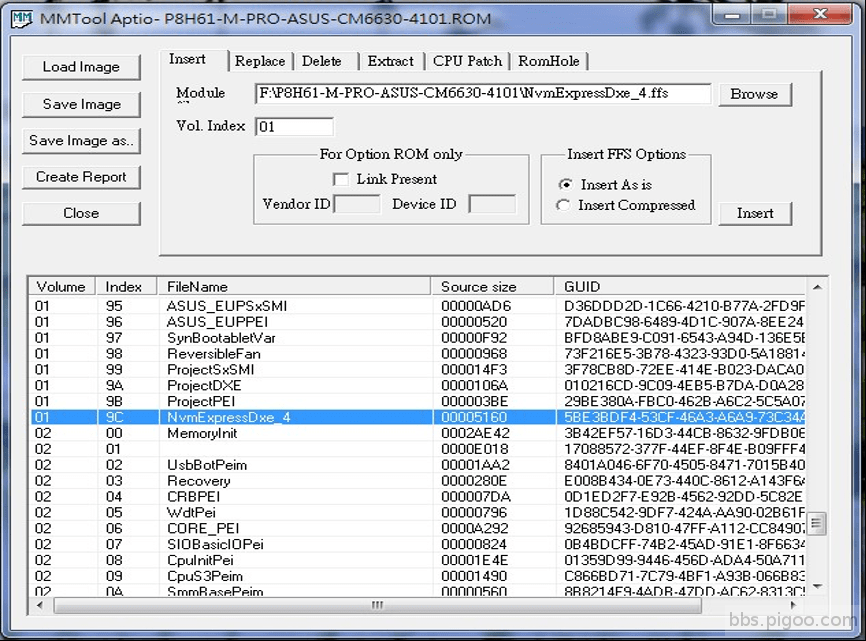 MMTool Aptio- P8H61-M-PRO-ASUS-CM6630-4101.ROM
Load Image
Save Image
Save Image as..
Create Report
Close
Insert Replace Delete Extract CPU Patch RomHole
Module F:\P8H61-M-PRO-ASUS-CM6630-4101\NvmExpressDxe_4.ffs Browse
Vol. Index 01
For Option ROM only
Link Present
Vendor ID Device ID
Insert FFS Options
Insert As is
Insert Compressed
Insert
Volume Index FileName Source size GUID
01 95 ASUS_EUPSxSMI 00000AD6 D36DDD2D-1C66-4210-B77A-2FD9F
01 96 ASUS_EUPPEI 00000520 7DADBC98-6489-4D1C-907A-8EE24
01 97 SynBootabletVar 00000F92 BFD8ABE9-C091-6543-A94D-136E5E
01 98 ReversibleFan 00000968 73F216E5-3B78-4323-93D0-5A18814
01 99 ProjectSxSMI 000014F3 3F78CB8D-72EE-414E-B023-DACA0
01 9A ProjectDXE 0000106A 010216CD-9C09-4EB5-B7DA-D0A28
01 9B ProjectPEI 000003BE 29BE380A-FBC0-462B-A6C2-5C5A07
01 9C NvmExpressDxe_4 00005160 5BE3BDF4-53CF-46A3-A6A9-73C34A
02 00 MemoryInit 0002AE42 3B42EF57-16D3-44CB-8632-9FDB06
02 01 0000E018 17088572-377F-44EF-8F4E-B09FFF4
02 02 UsbBotPeim 00001AA2 8401A046-6F70-4505-8471-7015B40
02 03 Recovery 0000280E E008B434-0E73-440C-8612-A143F6
02 04 CRBPEI 000007DA 0D1ED2F7-E92B-4562-92DD-5C82E
02 05 WdtPei 00000796 1D88C542-9DF7-424A-AA90-02B61F
02 06 CORE_PEI 0000A292 92685943-D810-47FF-A112-CC84907
02 07 SIOBasicIOPei 00000824 0B4BDCFF-74B2-45AD-91E1-8F6634
02 08 CpuInitPei 00001E4E 01359D99-9446-456D-ADA4-50A711
02 09 CpuS3Peim 00001490 C866BD71-7C79-4BF1-A93B-066B83
02 0A SmmBasePeim 00000560 8B8214F9-4ADB-47DD-AC62-8313C5
bbs.pigoo.com